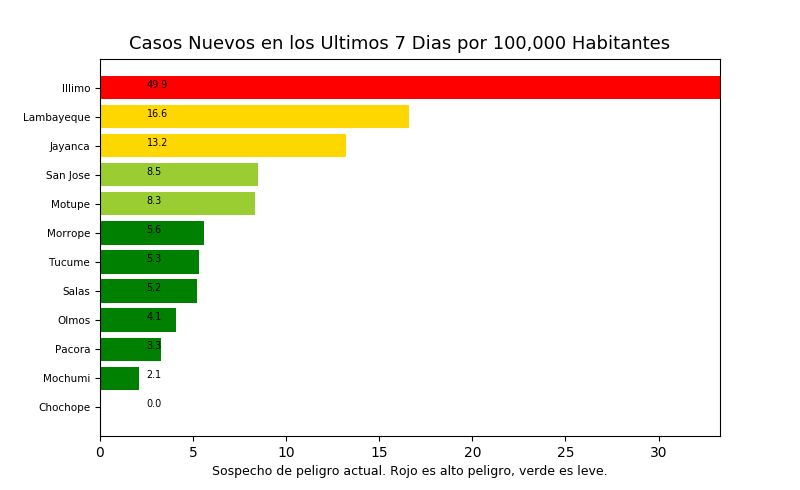 Casos Nuevos en los Ultimos 7 Dias por 100,000 Habitantes
Illimo 49.9
Lambayeque 16.6
Jayanca 13.2
San Jose 8.5
Motupe 8.3
Morrope 5.6
Tucume 5.3
Salas 5.2
Olmos 4.1
Pacora 3.3
Mochumi 2.1
Chochope 0.0
0 5 10 15 20 25 30
Sospecho de peligro actual. Rojo es alto peligro, verde es leve.